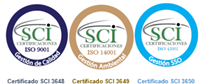 SCI
CERTIFICACIONES
ISO 9001
Gestión de Calidad
SCI
CERTIFICACIONES
ISO 14001
Gestión Ambiental
SCI
CERTIFICACIONES
Gestión SSO
Certificado SCI 3648
Certificado SCI 3649
Certificado SCI 3650